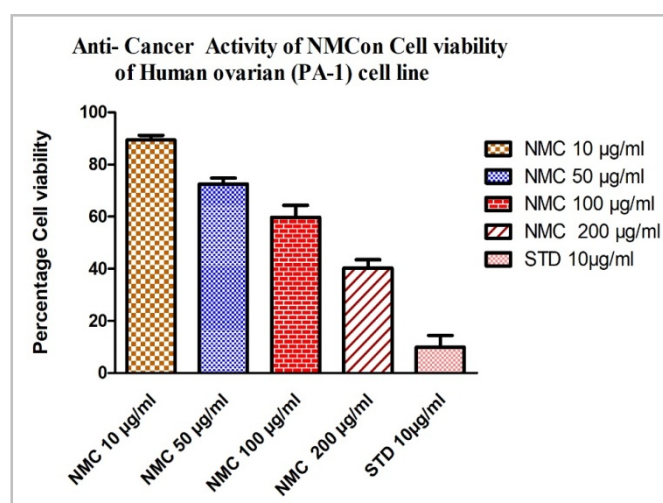 Anti- Cancer Activity of NMCon Cell viability
of Human ovarian (PA-1) cell line
Percentage Cell viability
100
80
60
40
20
0
NMC 10 µg/ml
NMC 50 µg/ml
NMC 100 µg/ml
NMC 200 µg/ml
STD 10µg/ml
NMC 10 µg/ml
NMC 50 µg/ml
NMC 100 µg/ml
NMC 200 µg/ml
STD 10µg/ml